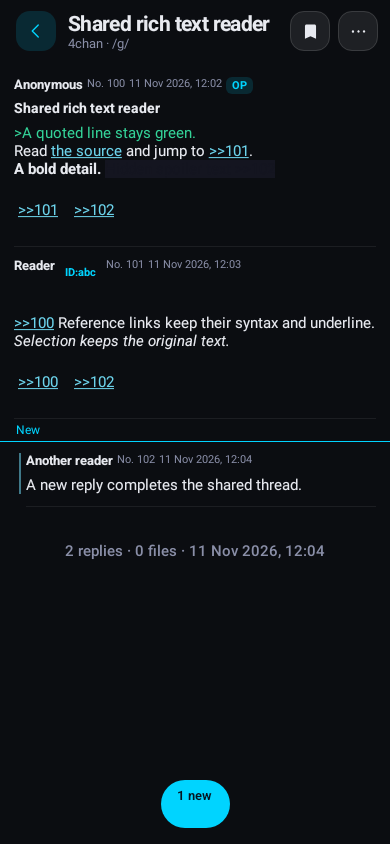 Shared rich text reader
4chan · /g/
Anonymous No. 100 11 Nov 2026, 12:02 OP
Shared rich text reader
>A quoted line stays green.
Read the source and jump to >>101.
A bold detail.
>>101 >>102
Reader ID:abc No. 101 11 Nov 2026, 12:03
>>100 Reference links keep their syntax and underline.
Selection keeps the original text.
>>100 >>102
New
Another reader No. 102 11 Nov 2026, 12:04
A new reply completes the shared thread.
2 replies · 0 files · 11 Nov 2026, 12:04
1 new